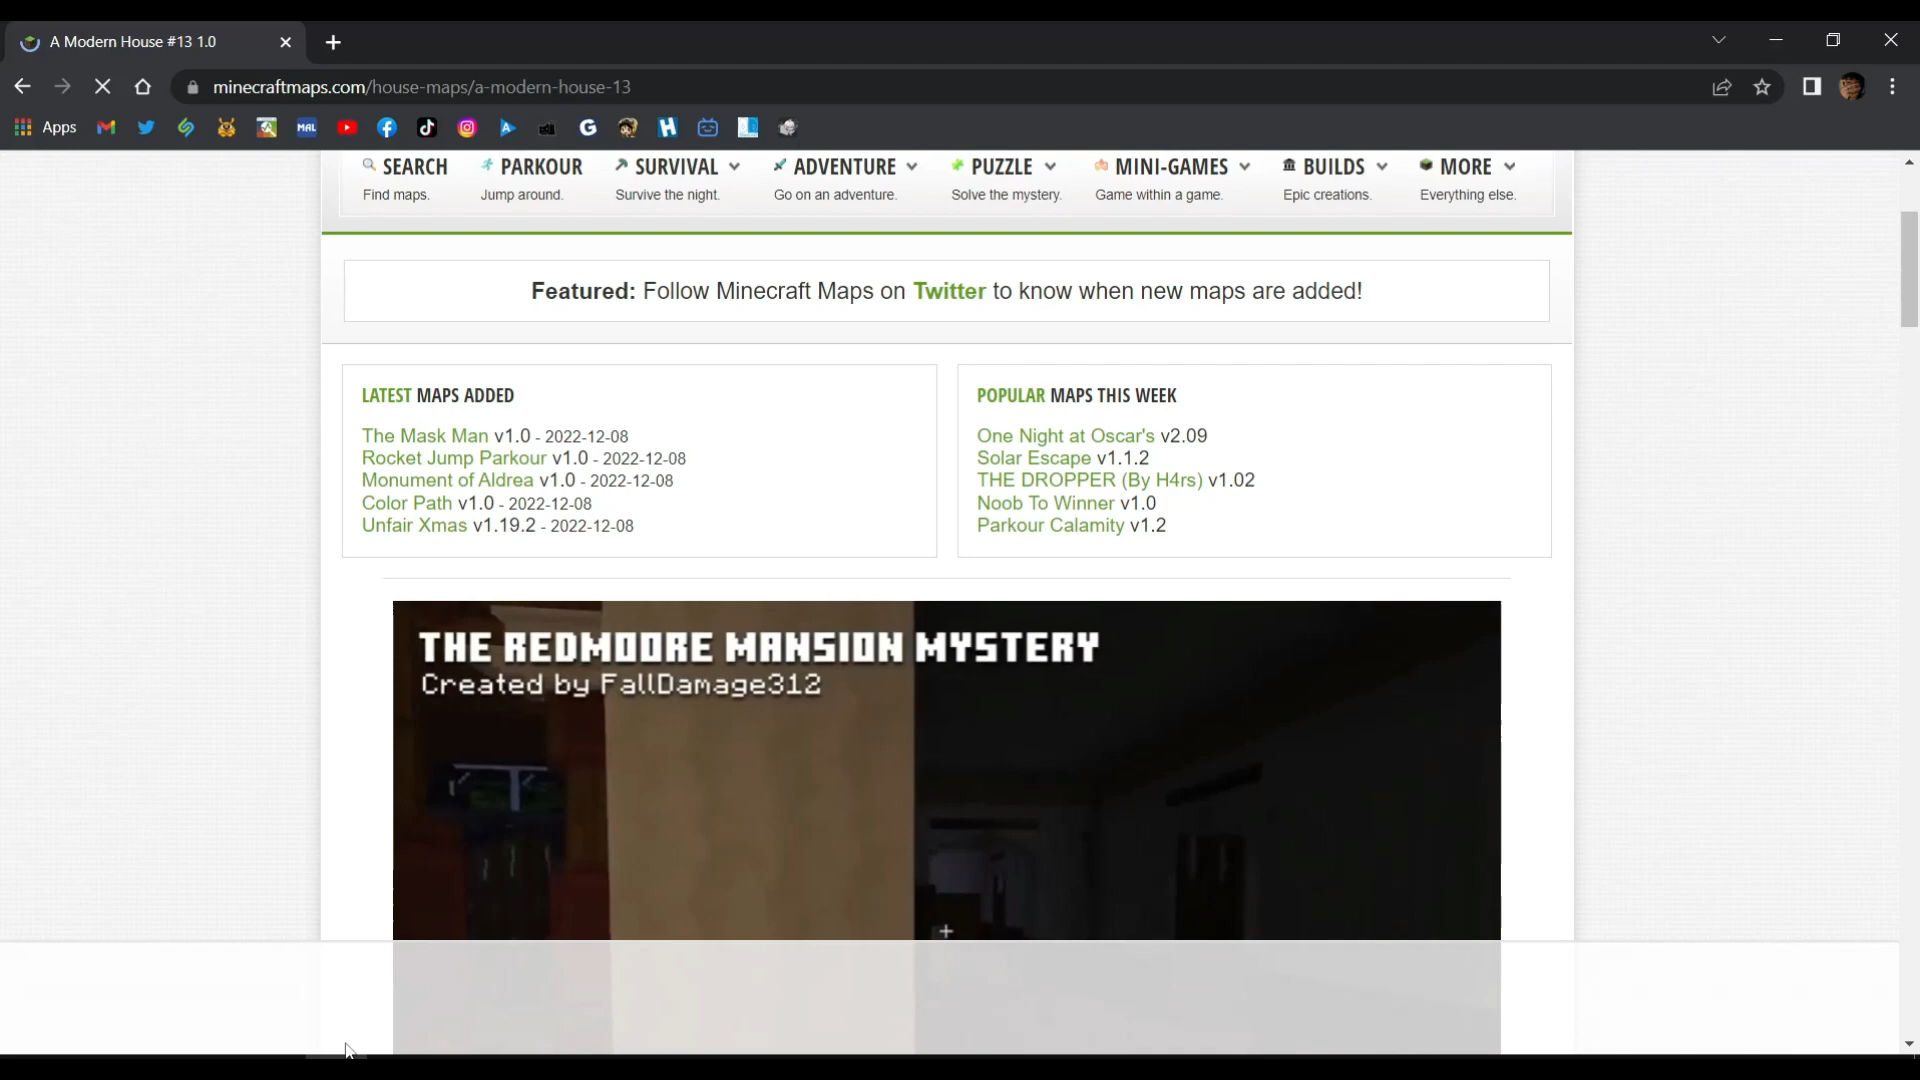 A Modern House #13 1.0
minecraftmaps.com/house-maps/a-modern-house-13
Apps
MAL
G
H
SEARCH PARKOUR SURVIVAL ADVENTURE PUZZLE MINI-GAMES BUILDS MORE
Find maps. Jump around. Survive the night. Go on an adventure. Solve the mystery. Game within a game. Epic creations. Everything else.
Featured: Follow Minecraft Maps on Twitter to know when new maps are added!
LATEST MAPS ADDED
The Mask Man v1.0 - 2022-12-08
Rocket Jump Parkour v1.0 - 2022-12-08
Monument of Aldrea v1.0 - 2022-12-08
Color Path v1.0 - 2022-12-08
Unfair Xmas v1.19.2 - 2022-12-08
POPULAR MAPS THIS WEEK
One Night at Oscar's v2.09
Solar Escape v1.1.2
THE DROPPER (By H4rs) v1.02
Noob To Winner v1.0
Parkour Calamity v1.2
THE REDMOORE MANSION MYSTERY
Created by FallDamage312